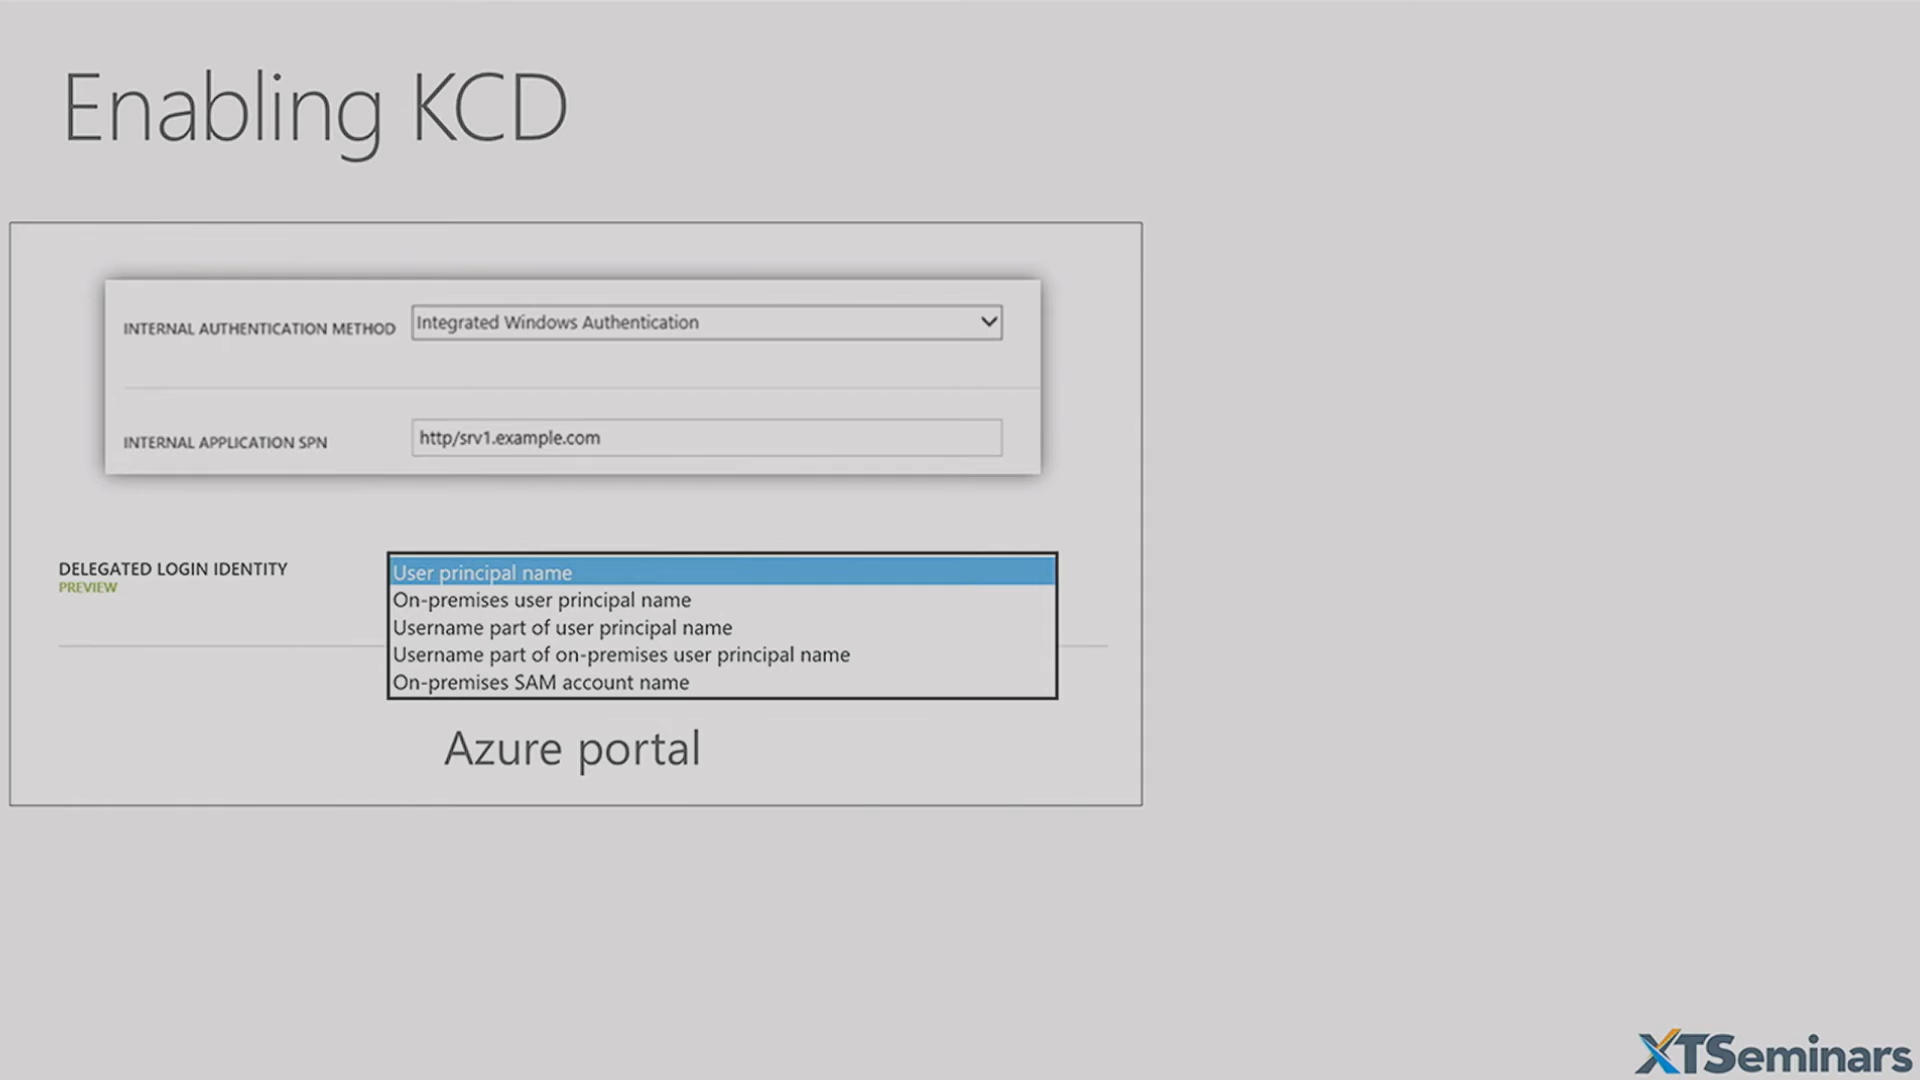 Enabling KCD
INTERNAL AUTHENTICATION METHOD
Integrated Windows Authentication
INTERNAL APPLICATION SPN
http/srv1.example.com
DELEGATED LOGIN IDENTITY
PREVIEW
User principal name
On-premises user principal name
Username part of user principal name
Username part of on-premises user principal name
On-premises SAM account name
Azure portal
XTSeminars